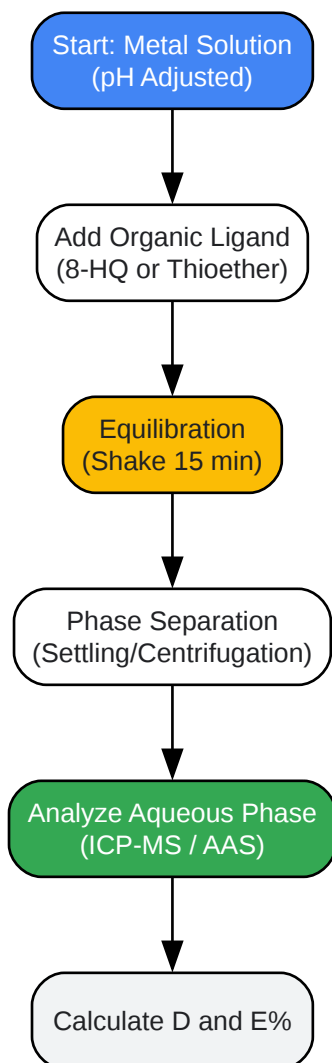 Start: Metal Solution
(pH Adjusted)
Add Organic Ligand
(8-HQ or Thioether)
Equilibration
(Shake 15 min)
Phase Separation
(Settling/Centrifugation)
Analyze Aqueous Phase
(ICP-MS / AAS)
Calculate D and E%